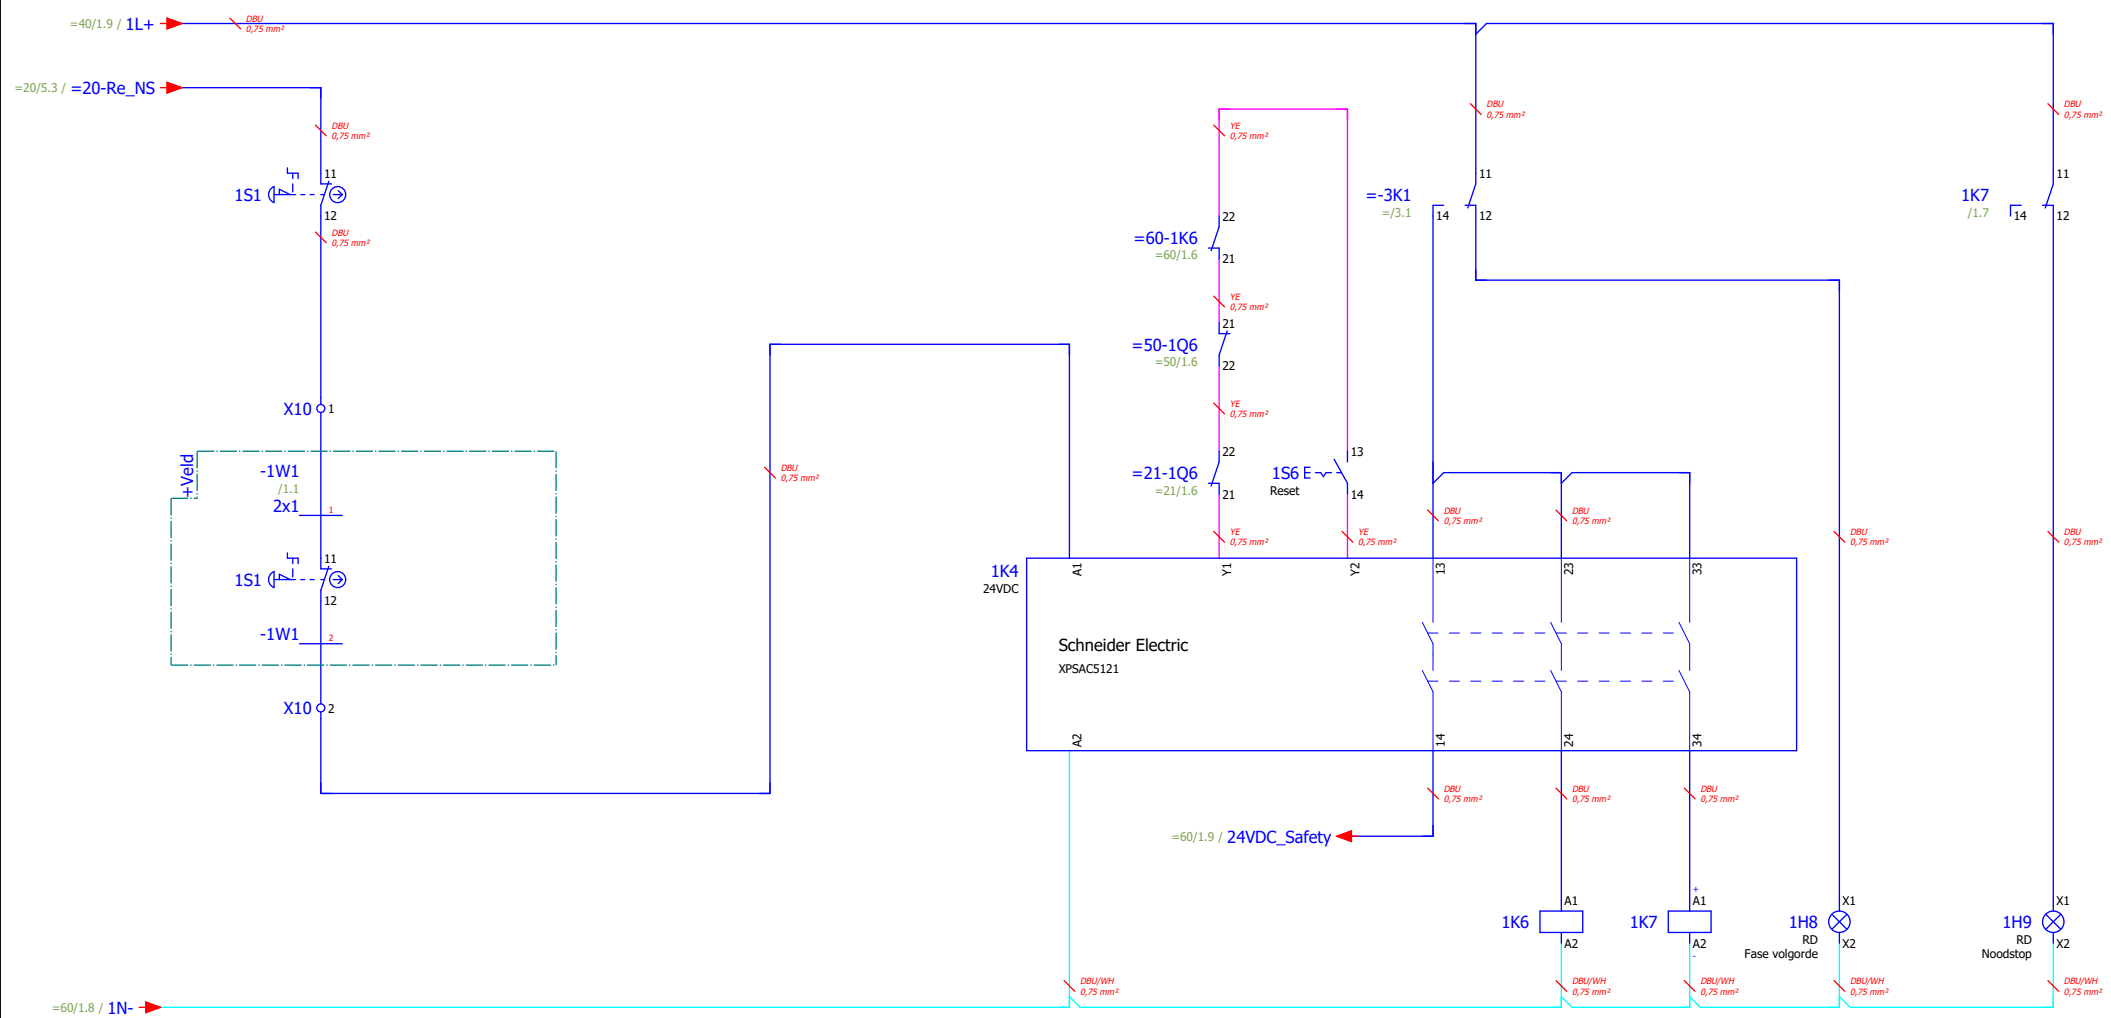 =40/1.9 / 1L+
DBU
0,75 mm²
=20/5.3 / =20-Re_NS
DBU
0,75 mm²
1S1
11
12
DBU
0,75 mm²
X10
1
+Veld
-1W1
/1.1
2x1
1
1S1
11
12
-1W1
2
X10
2
DBU
0,75 mm²
YE
0,75 mm²
=60-1K6
=60/1.6
22
21
YE
0,75 mm²
=50-1Q6
=50/1.6
21
22
YE
0,75 mm²
=21-1Q6
=21/1.6
22
21
YE
0,75 mm²
1S6
Reset
13
14
YE
0,75 mm²
DBU
0,75 mm²
=-3K1
=/3.1
11
14
12
DBU
0,75 mm²
1K7
/1.7
11
14
12
DBU
0,75 mm²
DBU
0,75 mm²
DBU
0,75 mm²
DBU
0,75 mm²
1K4
24VDC
A1
Y1
Y2
13
23
33
Schneider Electric
XPSAC5121
A2
14
24
34
DBU
0,75 mm²
DBU
0,75 mm²
DBU
0,75 mm²
=60/1.9 / 24VDC_Safety
1K6
A1
A2
1K7
+
A1
A2
-
1H8
RD
Fase volgorde
X1
X2
1H9
RD
Noodstop
X1
X2
DBU/WH
0,75 mm²
DBU/WH
0,75 mm²
DBU/WH
0,75 mm²
DBU/WH
0,75 mm²
DBU/WH
0,75 mm²
=60/1.8 / 1N-